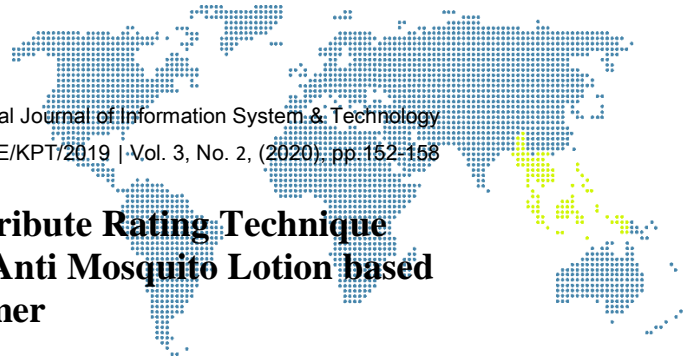 al Journal of Information System & Technology
E/KPT/2019 | Vol. 3, No. 2, (2020), pp.152-158
ribute Rating Technique
Anti Mosquito Lotion based
ner